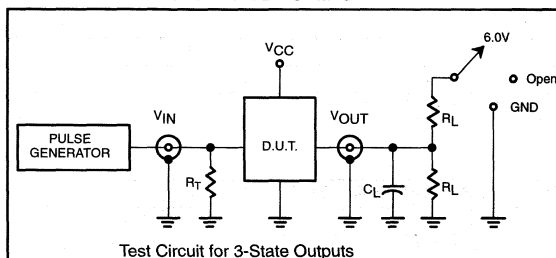 6.0V
VCC
Open
VIN
VOUT
RL
GND
PULSE
GENERATOR
D.U.T.
RT
CL
RL
Test Circuit for 3-State Outputs